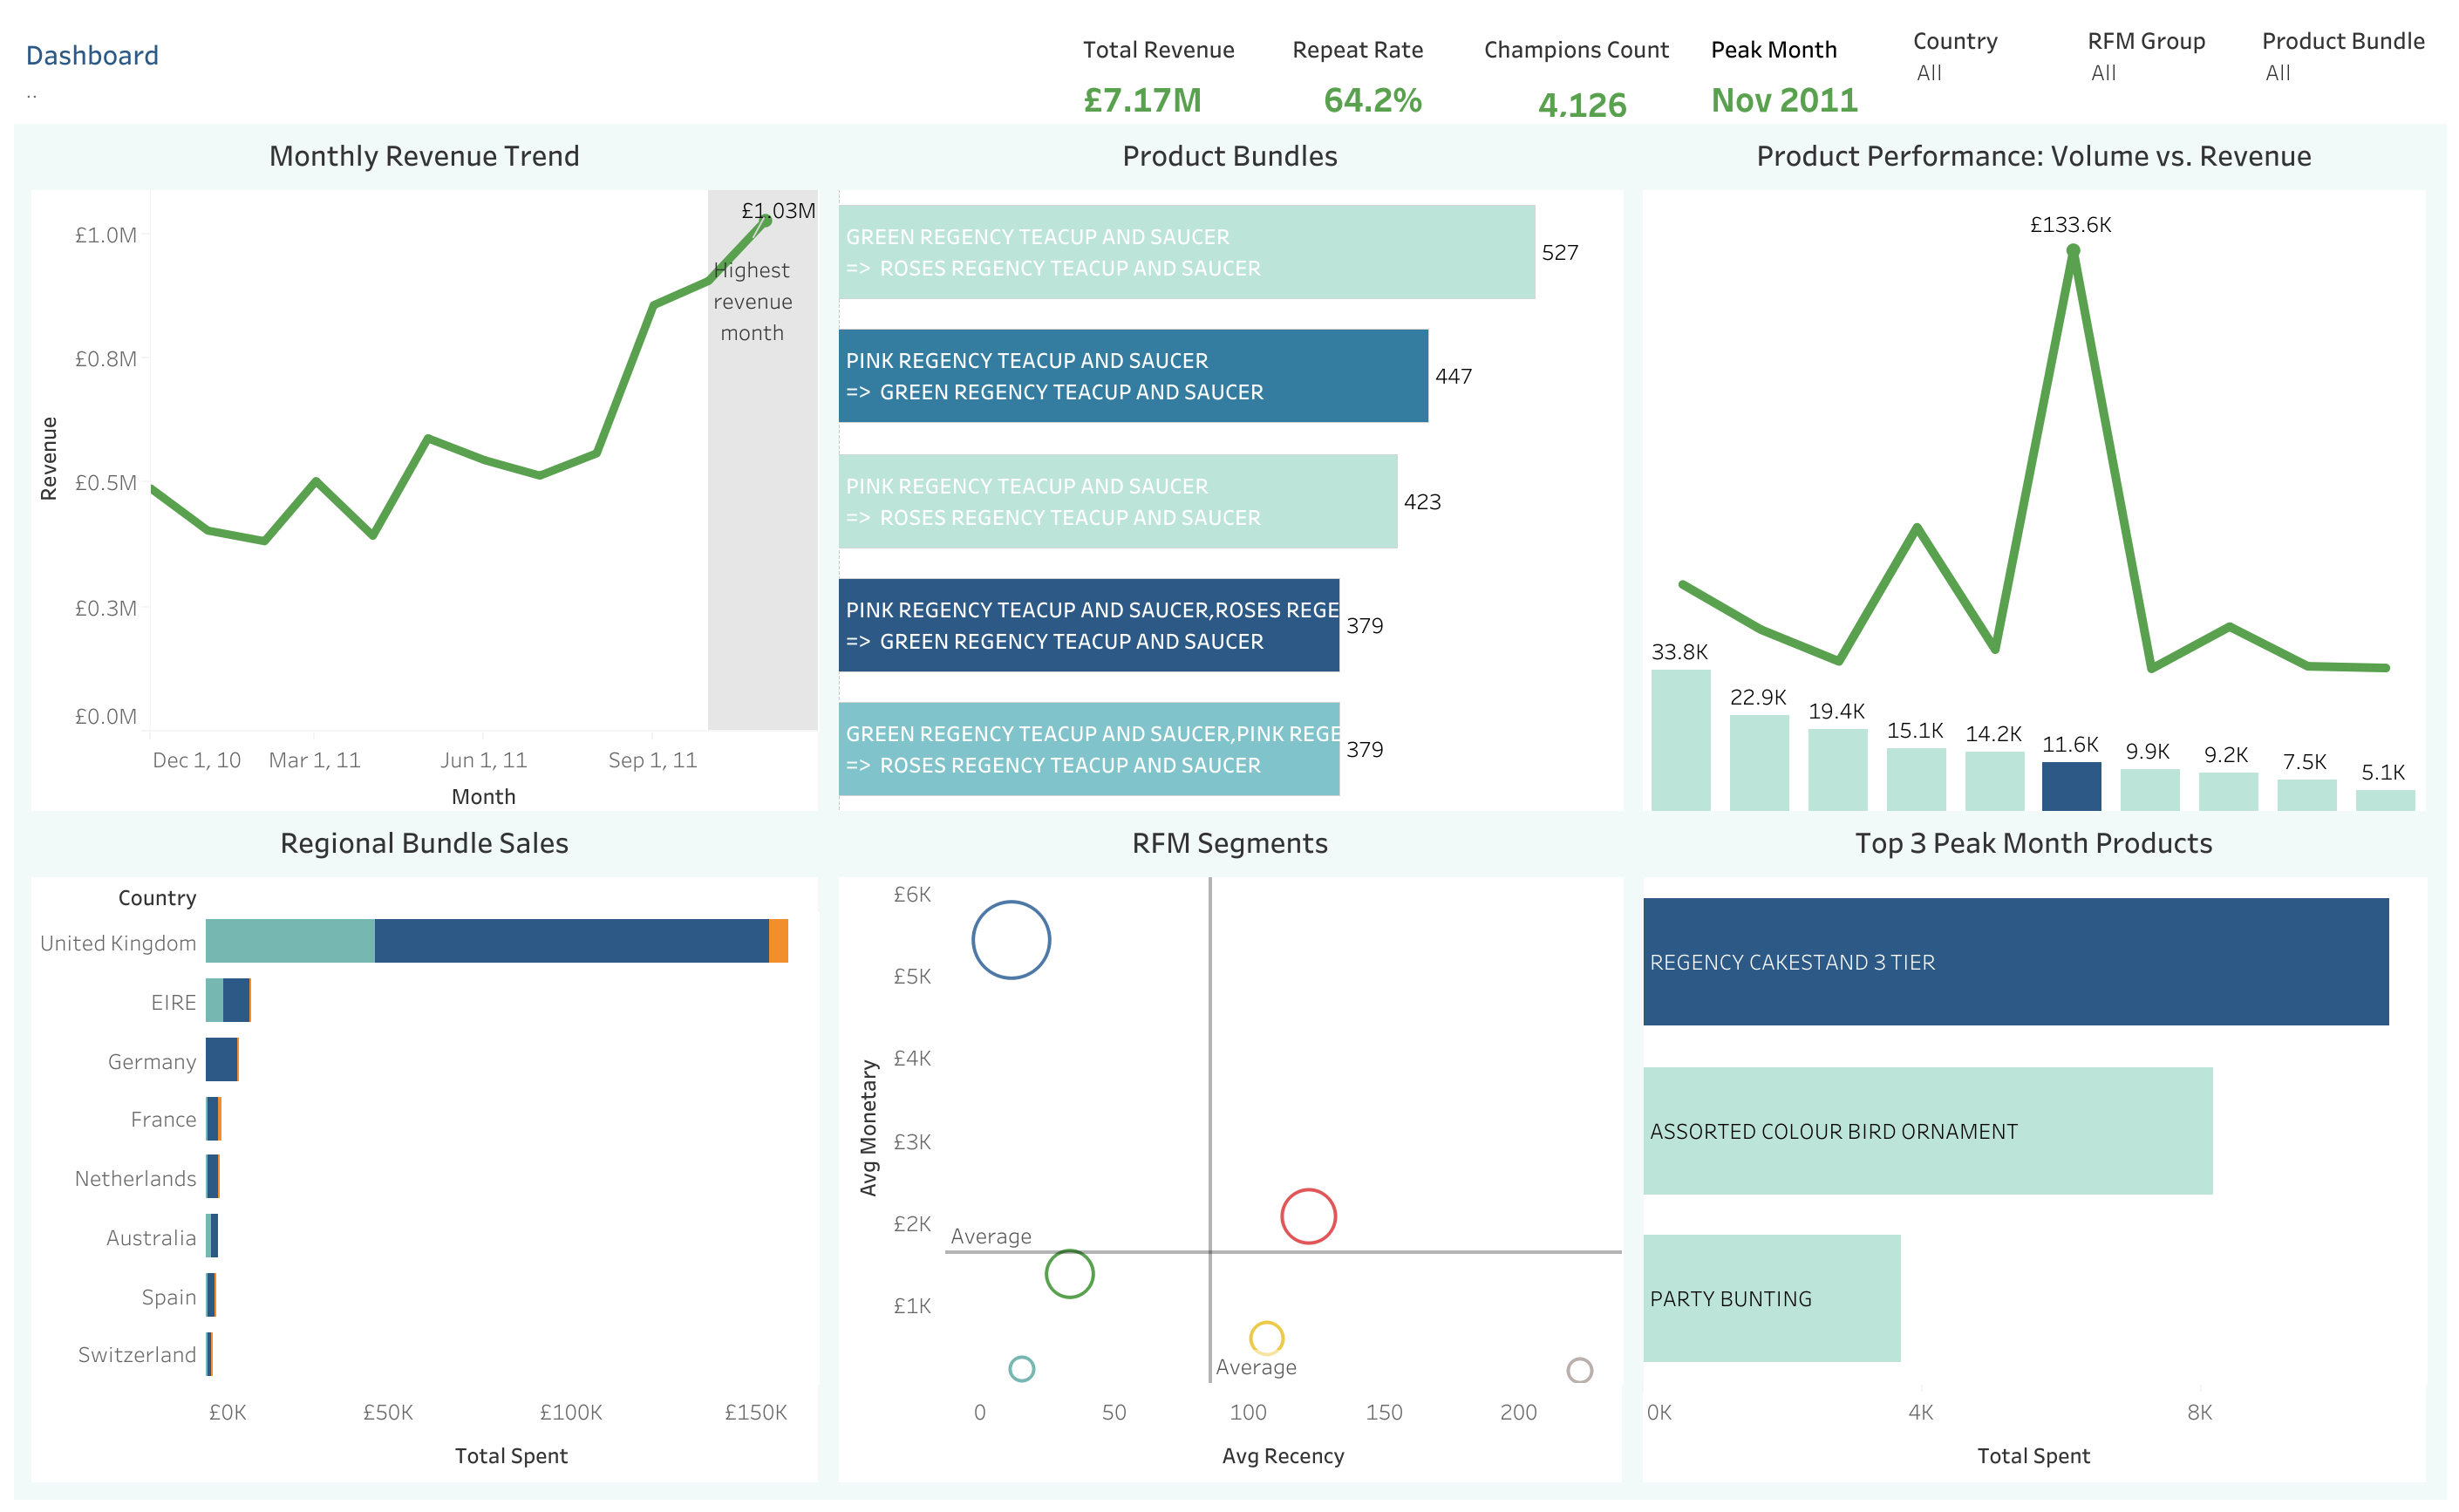 Dashboard
..
Total Revenue
£7.17M
Repeat Rate
64.2%
Champions Count
4,126
Peak Month
Nov 2011
Country
All
RFM Group
All
Product Bundle
All
Monthly Revenue Trend
£1.03M
Highest
revenue
month
£1.0M
£0.8M
£0.5M
£0.3M
£0.0M
Revenue
Dec 1, 10
Mar 1, 11
Jun 1, 11
Sep 1, 11
Month
Product Bundles
GREEN REGENCY TEACUP AND SAUCER
=> ROSES REGENCY TEACUP AND SAUCER
527
PINK REGENCY TEACUP AND SAUCER
=> GREEN REGENCY TEACUP AND SAUCER
447
PINK REGENCY TEACUP AND SAUCER
=> ROSES REGENCY TEACUP AND SAUCER
423
PINK REGENCY TEACUP AND SAUCER,ROSES REGE
=> GREEN REGENCY TEACUP AND SAUCER
379
GREEN REGENCY TEACUP AND SAUCER,PINK REGE
=> ROSES REGENCY TEACUP AND SAUCER
379
Product Performance: Volume vs. Revenue
£133.6K
33.8K
22.9K
19.4K
15.1K
14.2K
11.6K
9.9K
9.2K
7.5K
5.1K
Regional Bundle Sales
Country
United Kingdom
EIRE
Germany
France
Netherlands
Australia
Spain
Switzerland
£0K
£50K
£100K
£150K
Total Spent
RFM Segments
£6K
£5K
£4K
£3K
£2K
£1K
Avg Monetary
Average
Average
0
50
100
150
200
Avg Recency
Top 3 Peak Month Products
REGENCY CAKESTAND 3 TIER
ASSORTED COLOUR BIRD ORNAMENT
PARTY BUNTING
0K
4K
8K
Total Spent